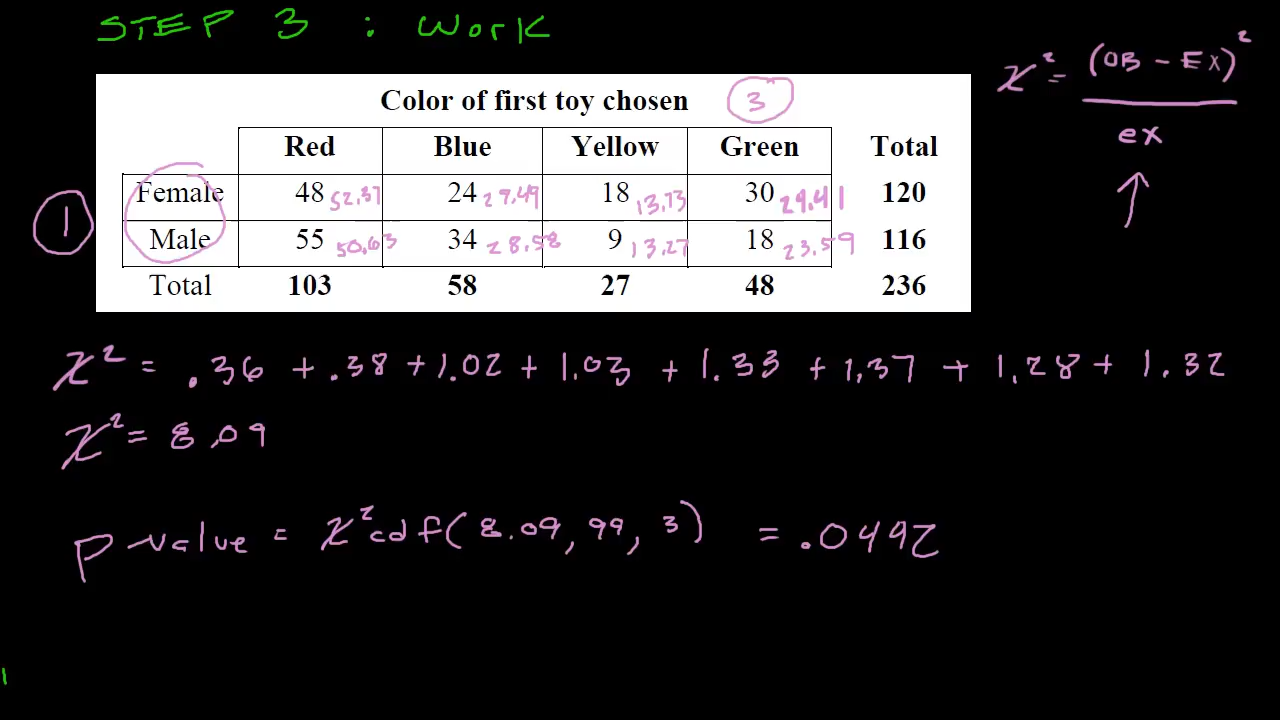 STEP 3 : Work
χ² = (OB - EX)²
ex
Color of first toy chosen 3
Red Blue Yellow Green Total
1 Female 48 52.37 24 29.49 18 13.73 30 24.41 120
Male 55 50.63 34 28.58 9 13.27 18 23.59 116
Total 103 58 27 48 236
χ² = .36 + .38 + 1.02 + 1.03 + 1.33 + 1.37 + 1.28 + 1.32
χ² = 8.09
P value = χ²cdf(8.09, 99, 3) = .0442